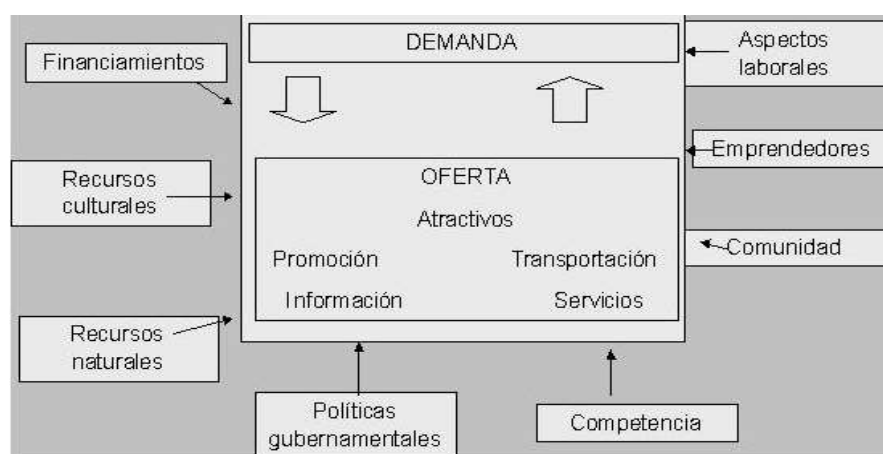 DEMANDA
Aspectos
laborales
Financiamientos
Emprendedores
Recursos
culturales
OFERTA
Atractivos
Promoción
Transportación
Información
Servicios
Comunidad
Recursos
naturales
Políticas
gubernamentales
Competencia